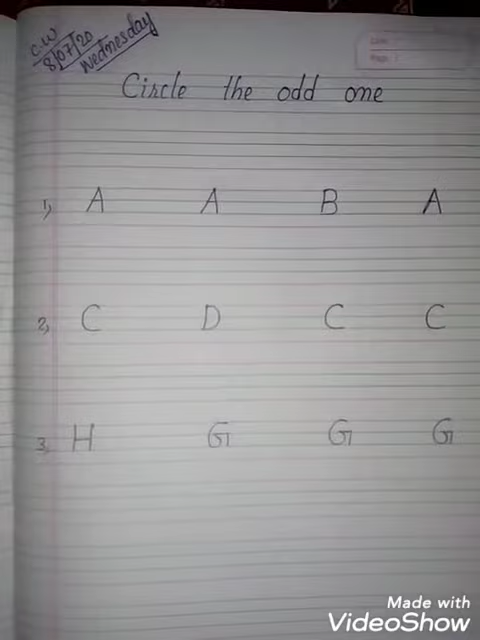 C.W
8/07/20
Wednesday
Circle the odd one
1, A A B A
2, C D C C
3, H G G G
Made with
VideoShow